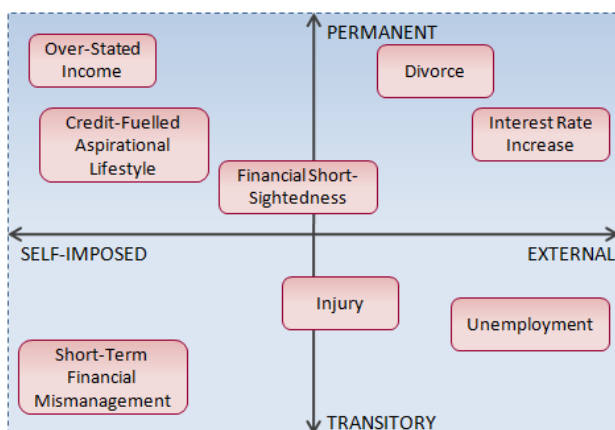 PERMANENT
Over-Stated
Income
Divorce
Credit-Fuelled
Aspirational
Lifestyle
Interest Rate
Increase
Financial Short-
Sightedness
SELF-IMPOSED
EXTERNAL
Injury
Unemployment
Short-Term
Financial
Mismanagement
TRANSITORY